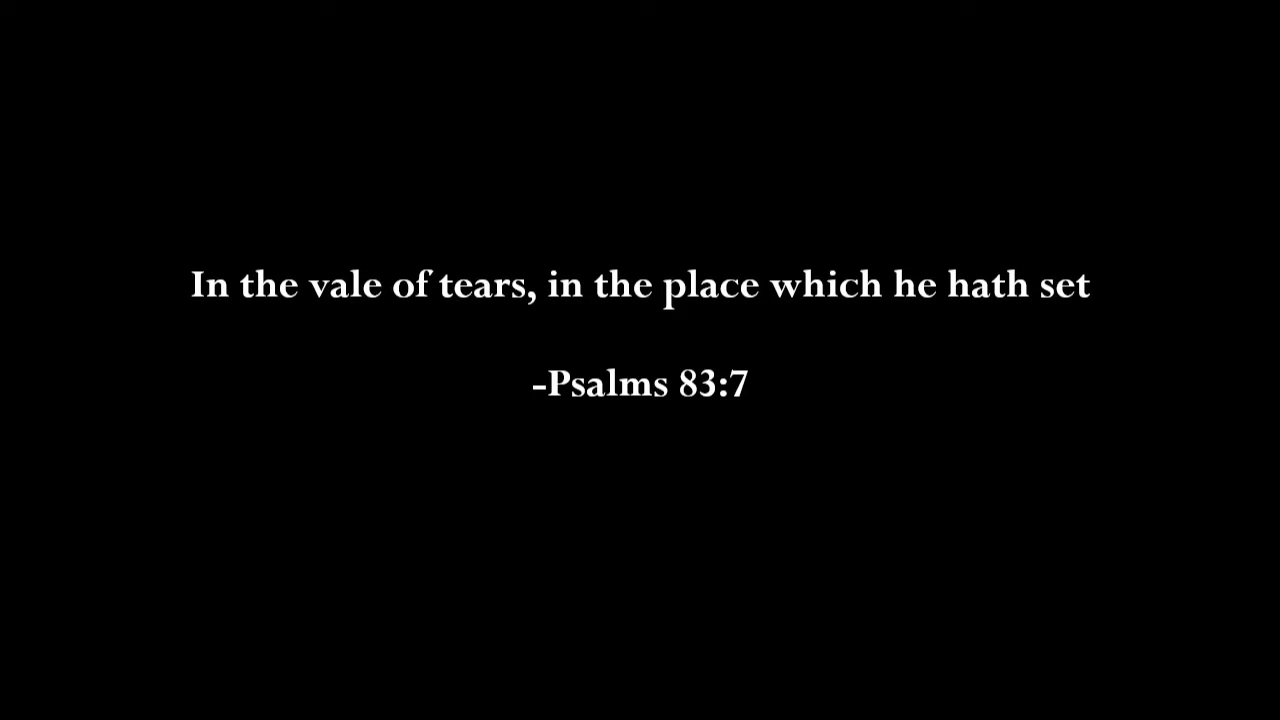 In the vale of tears, in the place which he hath set
-Psalms 83:7